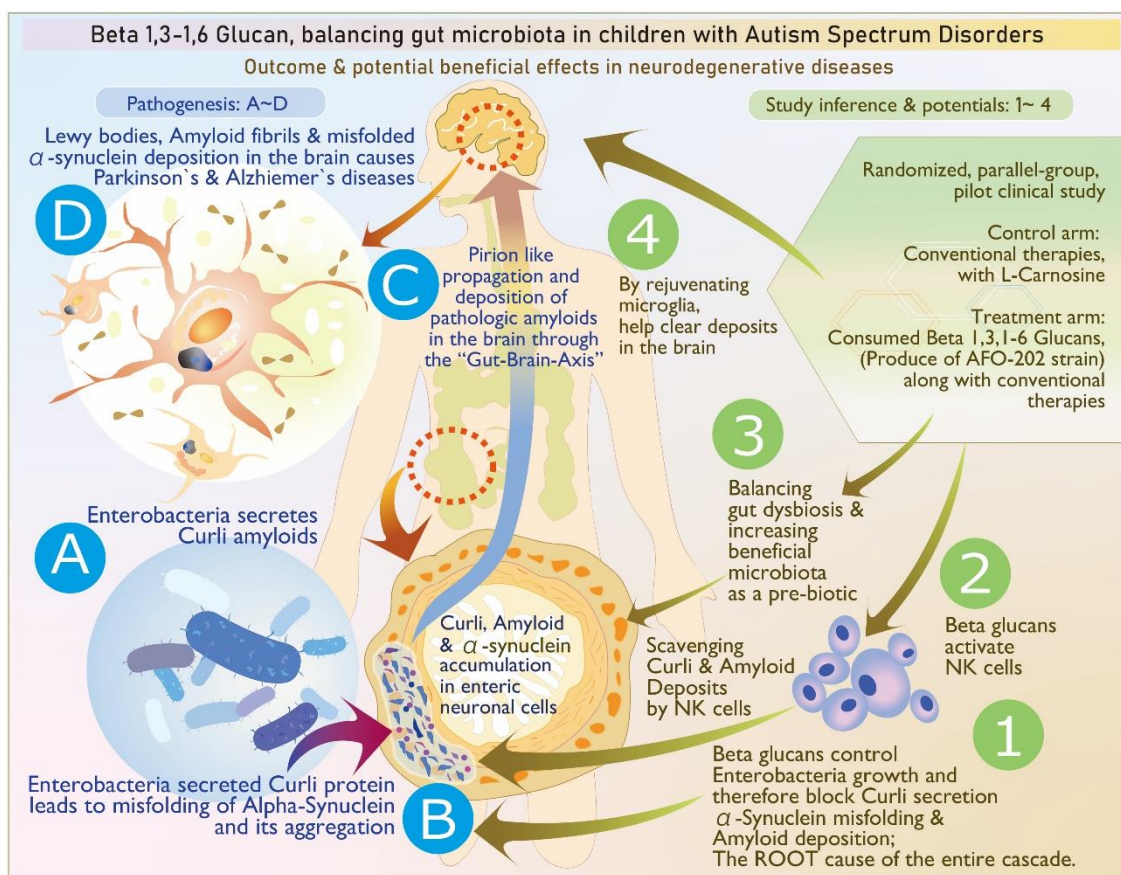 Beta 1,3-1,6 Glucan, balancing gut microbiota in children with Autism Spectrum Disorders
Outcome & potential beneficial effects in neurodegenerative diseases
Pathogenesis: A~D
Study inference & potentials: 1~ 4
Lewy bodies, Amyloid fibrils & misfolded
α-synuclein deposition in the brain causes
Parkinson`s & Alzhiemer`s diseases
D
C
Pirion like
propagation and
deposition of
pathologic amyloids
in the brain through
the “Gut-Brain-Axis”
4
By rejuvenating
microglia,
help clear deposits
in the brain
Randomized, parallel-group,
pilot clinical study
Control arm:
Conventional therapies,
with L-Carnosine
Treatment arm:
Consumed Beta 1,3,1-6 Glucans,
(Produce of AFO-202 strain)
along with conventional
therapies
3
Balancing
gut dysbiosis &
increasing
beneficial
microbiota
as a pre-biotic
2
Beta glucans
activate
NK cells
A
Enterobacteria secretes
Curli amyloids
Curli, Amyloid
& α-synuclein
accumulation
in enteric
neuronal cells
Scavenging
Curli & Amyloid
Deposits
by NK cells
1
Beta glucans control
Enterobacteria growth and
therefore block Curli secretion
α-Synuclein misfolding &
Amyloid deposition;
The ROOT cause of the entire cascade.
Enterobacteria secreted Curli protein
leads to misfolding of Alpha-Synuclein
and its aggregation
B